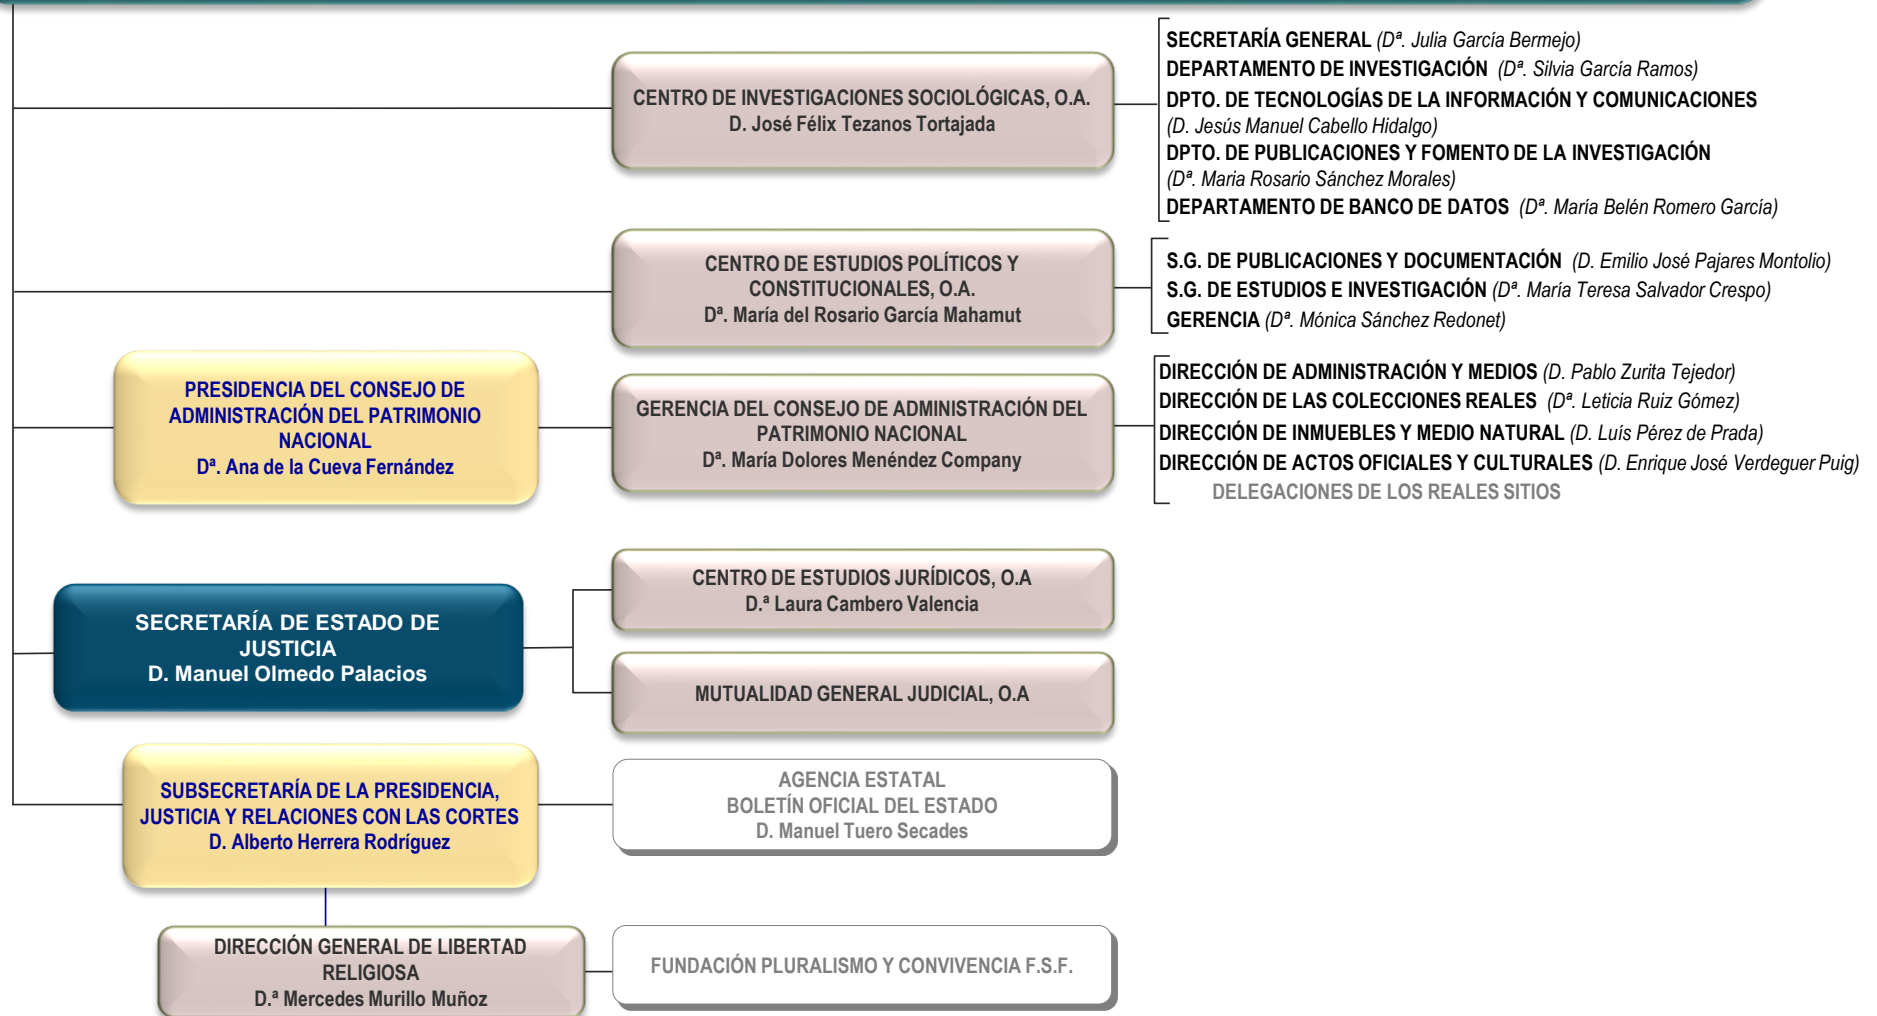 SECRETARÍA GENERAL (Dª. Julia García Bermejo)
DEPARTAMENTO DE INVESTIGACIÓN (Dª. Silvia García Ramos)
DPTO. DE TECNOLOGÍAS DE LA INFORMACIÓN Y COMUNICACIONES
(D. Jesús Manuel Cabello Hidalgo)
DPTO. DE PUBLICACIONES Y FOMENTO DE LA INVESTIGACIÓN
(Dª. Maria Rosario Sánchez Morales)
DEPARTAMENTO DE BANCO DE DATOS (Dª. María Belén Romero García)
CENTRO DE INVESTIGACIONES SOCIOLÓGICAS, O.A.
D. José Félix Tezanos Tortajada
CENTRO DE ESTUDIOS POLÍTICOS Y
CONSTITUCIONALES, O.A.
Dª. María del Rosario García Mahamut
S.G. DE PUBLICACIONES Y DOCUMENTACIÓN (D. Emilio José Pajares Montolio)
S.G. DE ESTUDIOS E INVESTIGACIÓN (Dª. María Teresa Salvador Crespo)
GERENCIA (Dª. Mónica Sánchez Redonet)
PRESIDENCIA DEL CONSEJO DE
ADMINISTRACIÓN DEL PATRIMONIO
NACIONAL
Dª. Ana de la Cueva Fernández
GERENCIA DEL CONSEJO DE ADMINISTRACIÓN DEL
PATRIMONIO NACIONAL
Dª. María Dolores Menéndez Company
DIRECCIÓN DE ADMINISTRACIÓN Y MEDIOS (D. Pablo Zurita Tejedor)
DIRECCIÓN DE LAS COLECCIONES REALES (Dª. Leticia Ruiz Gómez)
DIRECCIÓN DE INMUEBLES Y MEDIO NATURAL (D. Luís Pérez de Prada)
DIRECCIÓN DE ACTOS OFICIALES Y CULTURALES (D. Enrique José Verdeguer Puig)
DELEGACIONES DE LOS REALES SITIOS
SECRETARÍA DE ESTADO DE
JUSTICIA
D. Manuel Olmedo Palacios
CENTRO DE ESTUDIOS JURÍDICOS, O.A
D.ª Laura Cambero Valencia
MUTUALIDAD GENERAL JUDICIAL, O.A
SUBSECRETARÍA DE LA PRESIDENCIA,
JUSTICIA Y RELACIONES CON LAS CORTES
D. Alberto Herrera Rodríguez
AGENCIA ESTATAL
BOLETÍN OFICIAL DEL ESTADO
D. Manuel Tuero Secades
DIRECCIÓN GENERAL DE LIBERTAD
RELIGIOSA
D.ª Mercedes Murillo Muñoz
FUNDACIÓN PLURALISMO Y CONVIVENCIA F.S.F.